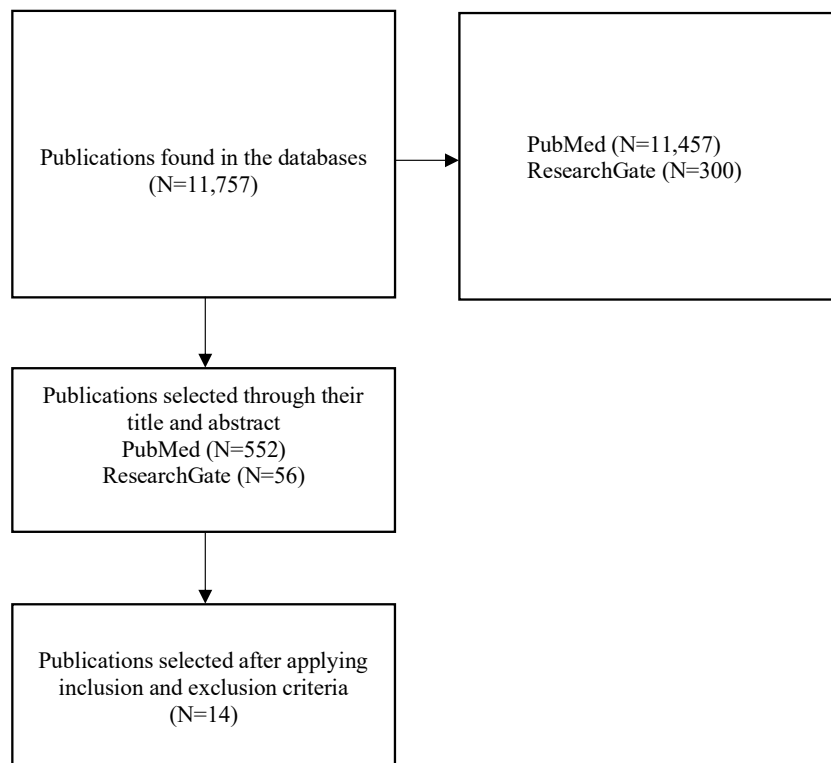 Publications found in the databases
(N=11,757)
PubMed (N=11,457)
ResearchGate (N=300)
Publications selected through their
title and abstract
PubMed (N=552)
ResearchGate (N=56)
Publications selected after applying
inclusion and exclusion criteria
(N=14)